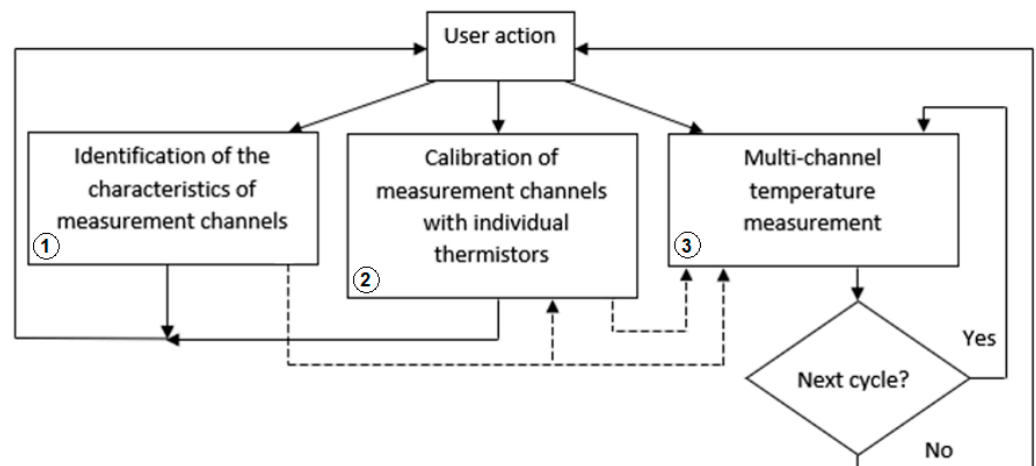 User action
Identification of the
characteristics of
measurement channels
1
Calibration of
measurement channels
with individual
thermistors
2
Multi-channel
temperature
measurement
3
Next cycle?
Yes
No